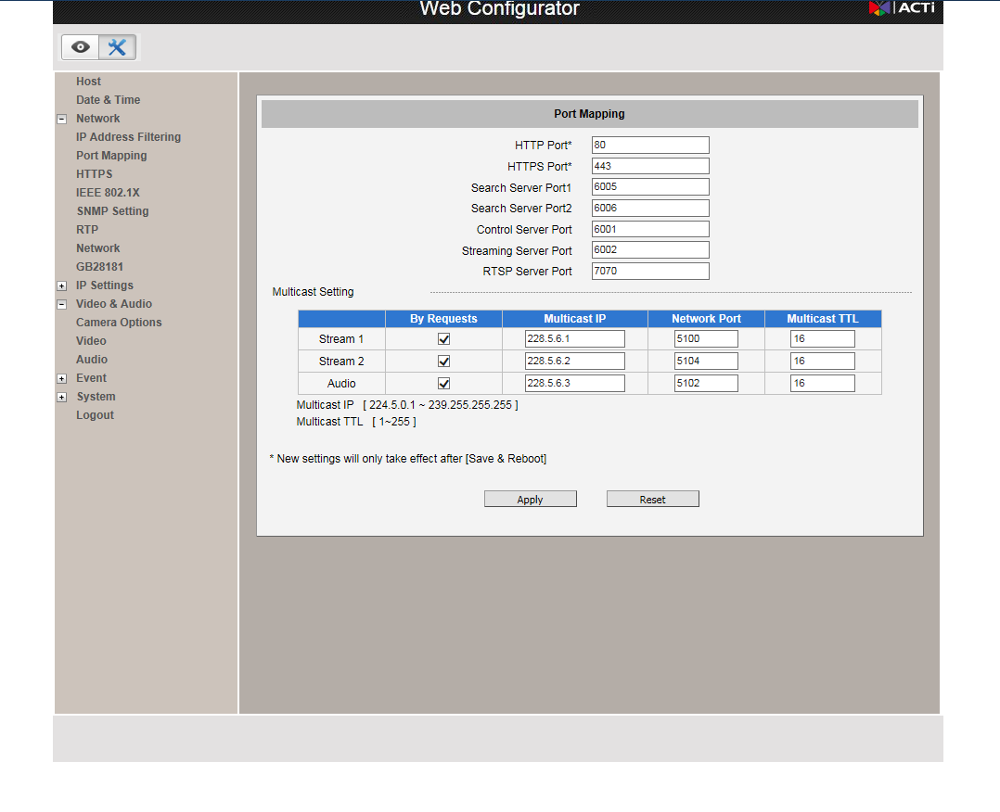 Web Configurator
ACTi
Host
Date & Time
Network
IP Address Filtering
Port Mapping
HTTPS
IEEE 802.1X
SNMP Setting
RTP
Network
GB28181
IP Settings
Video & Audio
Camera Options
Video
Audio
Event
System
Logout
Port Mapping
HTTP Port* 80
HTTPS Port* 443
Search Server Port1 6005
Search Server Port2 6006
Control Server Port 6001
Streaming Server Port 6002
RTSP Server Port 7070
Multicast Setting
By Requests Multicast IP Network Port Multicast TTL
Stream 1 228.5.6.1 5100 16
Stream 2 228.5.6.2 5104 16
Audio 228.5.6.3 5102 16
Multicast IP [ 224.5.0.1 ~ 239.255.255.255 ]
Multicast TTL [ 1~255 ]
* New settings will only take effect after [Save & Reboot]
Apply Reset